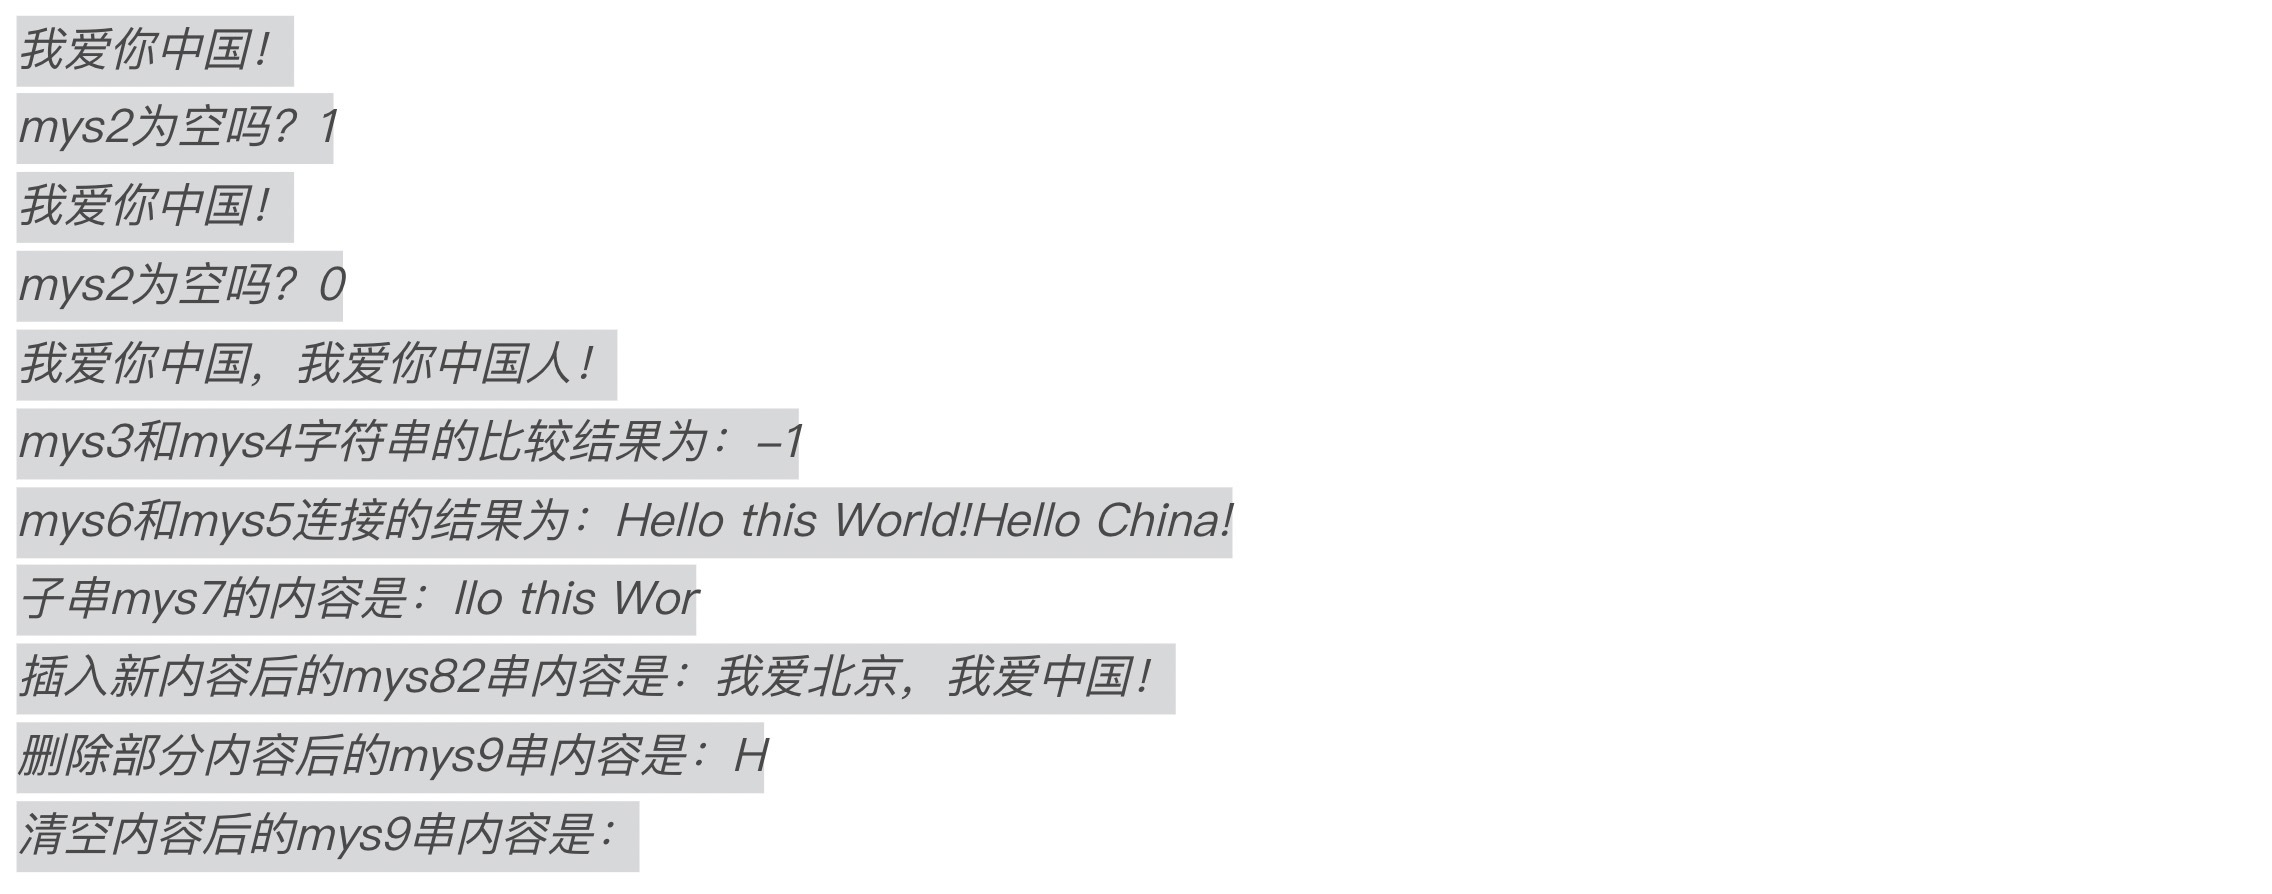 我爱你中国！
mys2为空吗？1
我爱你中国！
mys2为空吗？0
我爱你中国，我爱你中国人！
mys3和mys4字符串的比较结果为：-1
mys6和mys5连接的结果为：Hello this World!Hello China!
子串mys7的内容是：llo this Wor
插入新内容后的mys82串内容是：我爱北京，我爱中国！
删除部分内容后的mys9串内容是：H
清空内容后的mys9串内容是：